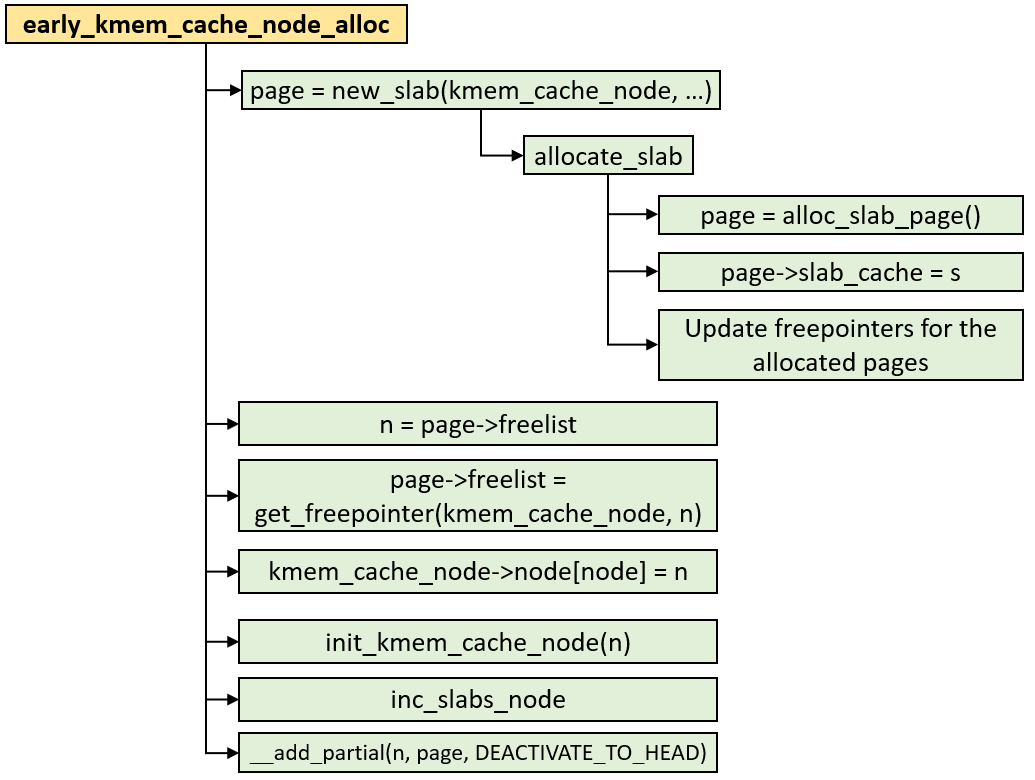 early_kmem_cache_node_alloc
page = new_slab(kmem_cache_node, …)
allocate_slab
page = alloc_slab_page()
page->slab_cache = s
Update freepointers for the
allocated pages
n = page->freelist
page->freelist =
get_freepointer(kmem_cache_node, n)
kmem_cache_node->node[node] = n
init_kmem_cache_node(n)
inc_slabs_node
__add_partial(n, page, DEACTIVATE_TO_HEAD)